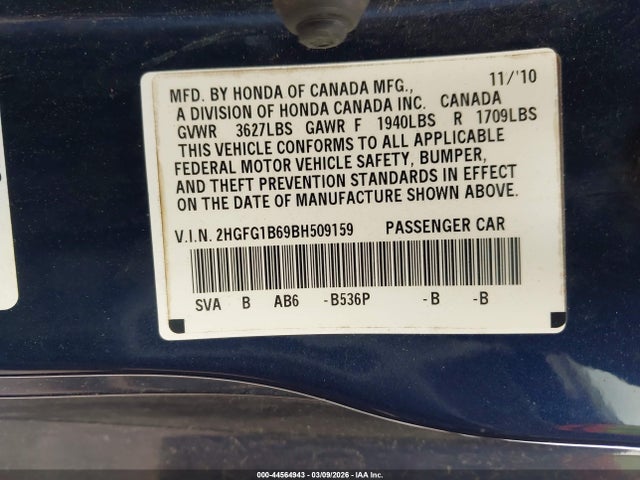 MFD. BY HONDA OF CANADA MFG., 11/'10
A DIVISION OF HONDA CANADA INC. CANADA
GVWR 3627LBS GAWR F 1940LBS R 1709LBS
THIS VEHICLE CONFORMS TO ALL APPLICABLE
FEDERAL MOTOR VEHICLE SAFETY, BUMPER,
AND THEFT PREVENTION STANDARDS IN EFFECT
ON THE DATE OF MANUFACTURE SHOWN ABOVE.
V.I.N. 2HGFG1B69BH509159 PASSENGER CAR
SVA B AB6 -B536P -B -B
000-44564943 | 03/09/2026 | IAA Inc.